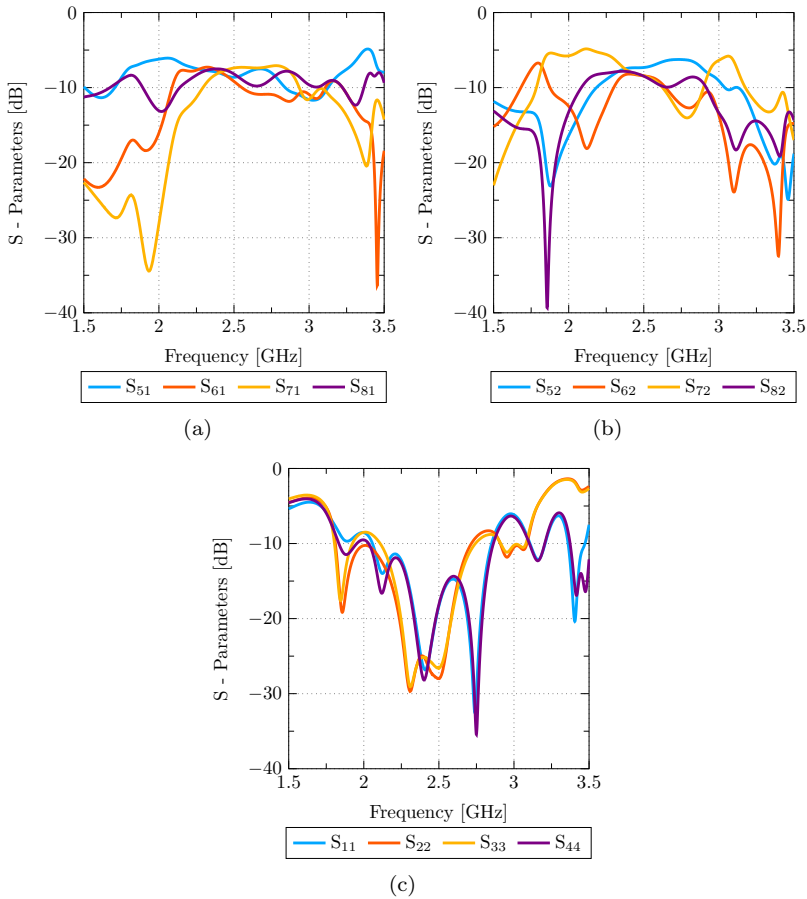 0
−10
−20
−30
−40
1.5
2
2.5
3
3.5
S - Parameters [dB]
Frequency [GHz]
S₅₁ S₆₁ S₇₁ S₈₁
(a)
0
−10
−20
−30
−40
1.5
2
2.5
3
3.5
S - Parameters [dB]
Frequency [GHz]
S₅₂ S₆₂ S₇₂ S₈₂
(b)
0
−10
−20
−30
−40
1.5
2
2.5
3
3.5
S - Parameters [dB]
Frequency [GHz]
S₁₁ S₂₂ S₃₃ S₄₄
(c)